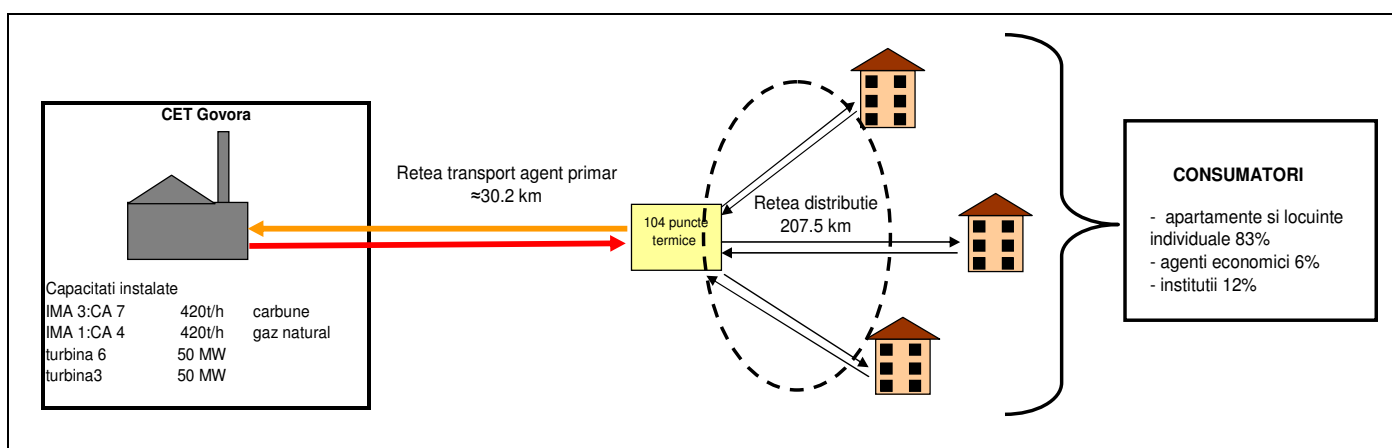 CET Govora
Retea transport agent primar
≈30.2 km
104 puncte
termice
Retea distributie
207.5 km
Capacitati instalate
IMA 3:CA 7 420t/h carbune
IMA 1:CA 4 420t/h gaz natural
turbina 6 50 MW
turbina3 50 MW
CONSUMATORI
- apartamente si locuinte
individuale 83%
- agenti economici 6%
- institutii 12%